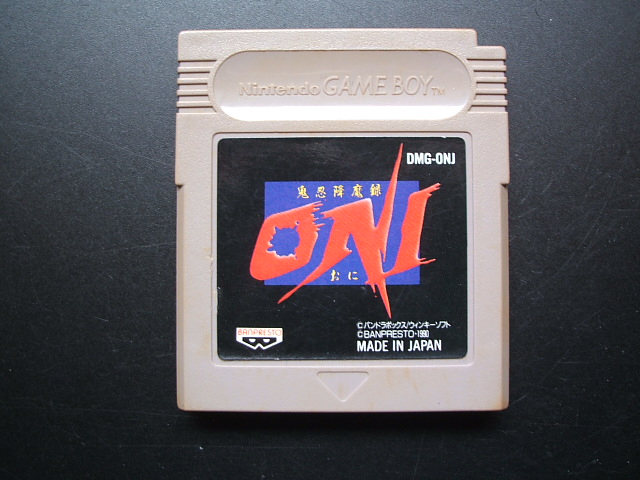 Nintendo GAME BOY TM
DMG-ONJ
鬼忍降魔録
ONI
おに
© パンドラボックス/ウィンキーソフト
© BANPRESTO・1990
BANPRESTO
MADE IN JAPAN